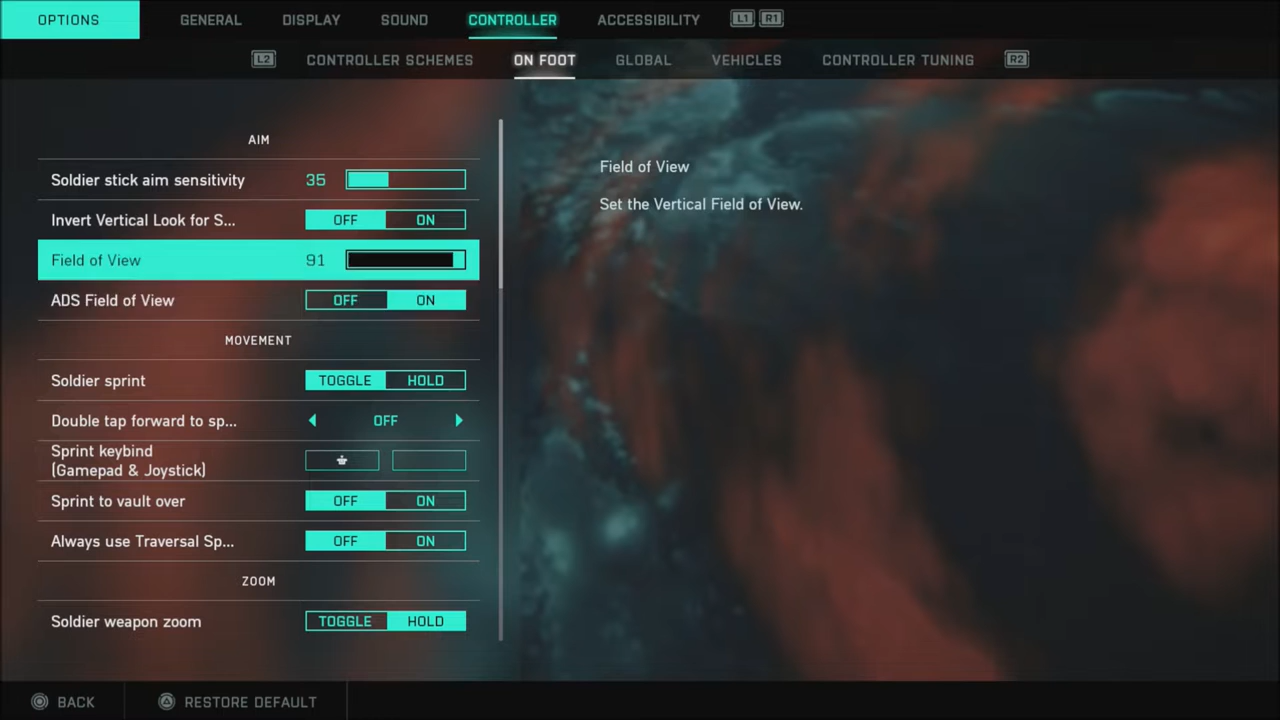 OPTIONS
GENERAL
DISPLAY
SOUND
CONTROLLER
ACCESSIBILITY
L1
R1
L2
CONTROLLER SCHEMES
ON FOOT
GLOBAL
VEHICLES
CONTROLLER TUNING
R2
AIM
Soldier stick aim sensitivity 35
Invert Vertical Look for S... OFF ON
Field of View 91
ADS Field of View OFF ON
MOVEMENT
Soldier sprint TOGGLE HOLD
Double tap forward to sp... OFF
Sprint keybind
(Gamepad & Joystick)
Sprint to vault over OFF ON
Always use Traversal Sp... OFF ON
ZOOM
Soldier weapon zoom TOGGLE HOLD
Field of View
Set the Vertical Field of View.
BACK
RESTORE DEFAULT